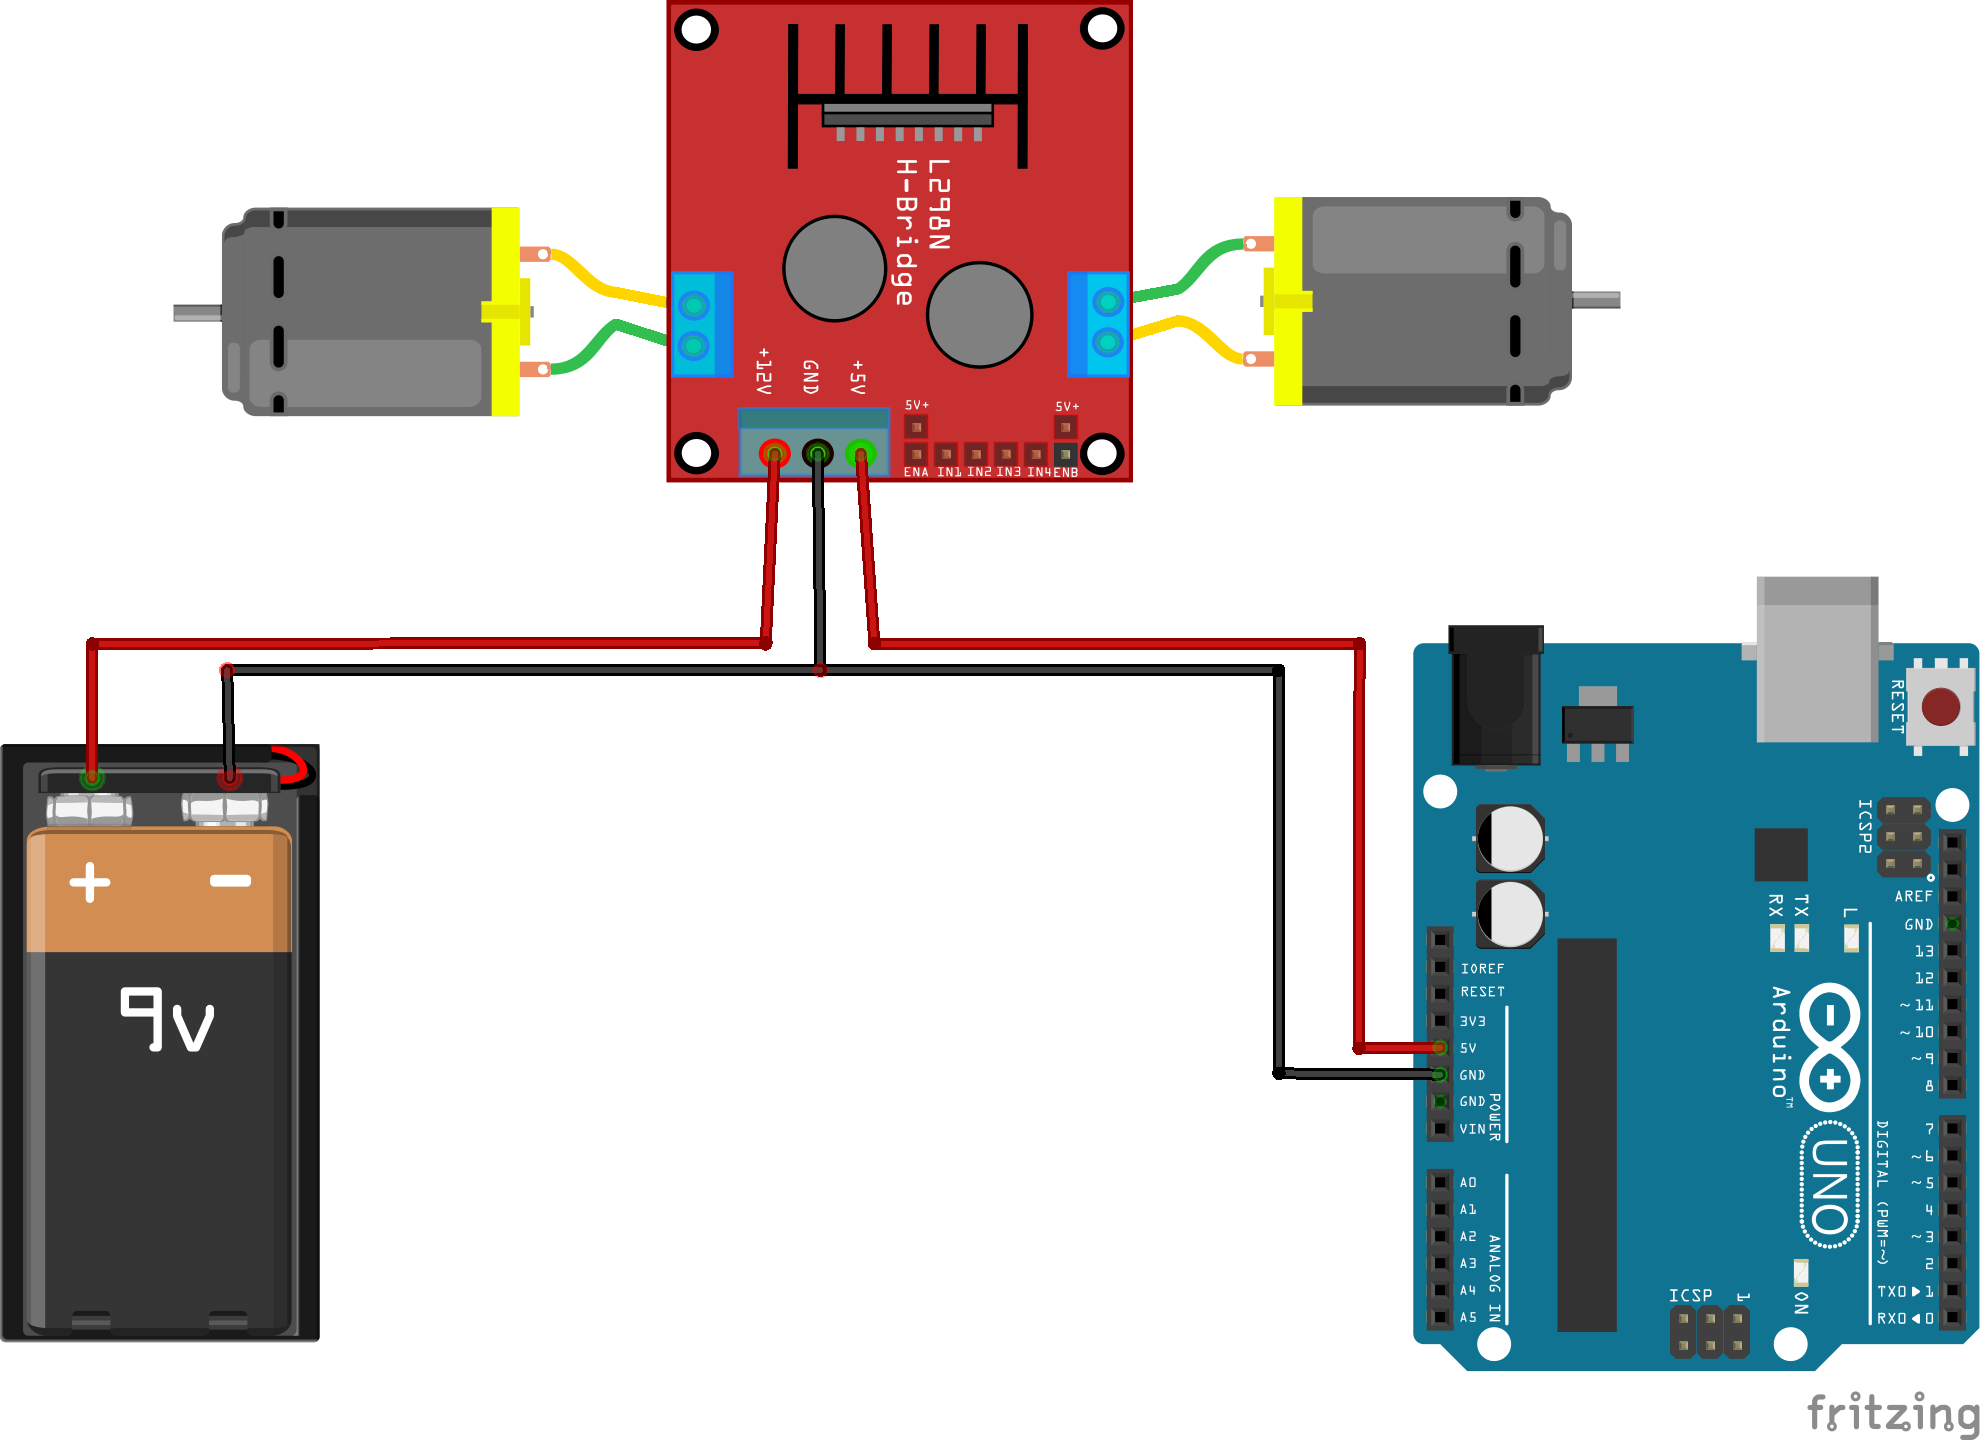 L298N
H-Bridge
+12V
GND
+5V
5V+
5V+
ENA
IN1
IN2
IN3
IN4
ENB
+ −
9V
RESET
ICSP2
IOREF
RESET
3V3
5V
GND
GND
VIN
POWER
A0
A1
A2
A3
A4
A5
ANALOG IN
RX
TX
L
AREF
GND
13
12
~11
~10
~9
8
Arduino™
UNO
7
~6
~5
4
~3
2
TX0▶1
RX0◀0
DIGITAL (PWM=~)
ICSP
1
ON
fritzing